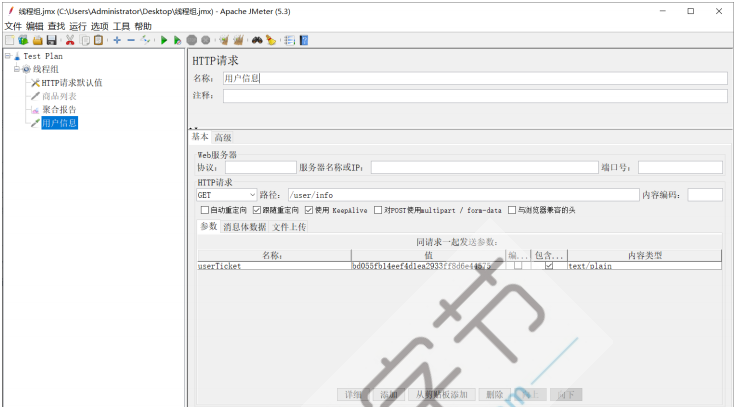 线程组.jmx (C:\Users\Administrator\Desktop\线程组.jmx) - Apache JMeter (5.3)
文件 编辑 查找 运行 选项 工具 帮助
Test Plan
线程组
HTTP请求默认值
商品列表
聚合报告
用户信息
HTTP请求
名称： 用户信息
注释：
基本 高级
Web服务器
协议： 服务器名称或IP： 端口号：
HTTP请求
GET 路径： /user/info 内容编码：
自动重定向 跟随重定向 使用 KeepAlive 对POST使用multipart / form-data 与浏览器兼容的头
参数 消息体数据 文件上传
同请求一起发送参数：
名称： 值 编... 包含... 内容类型
userTicket bd055fb14eef4d1ea2933ff8d6e44575 text/plain
详细 添加 从剪贴板添加 删除 向上 向下
字节